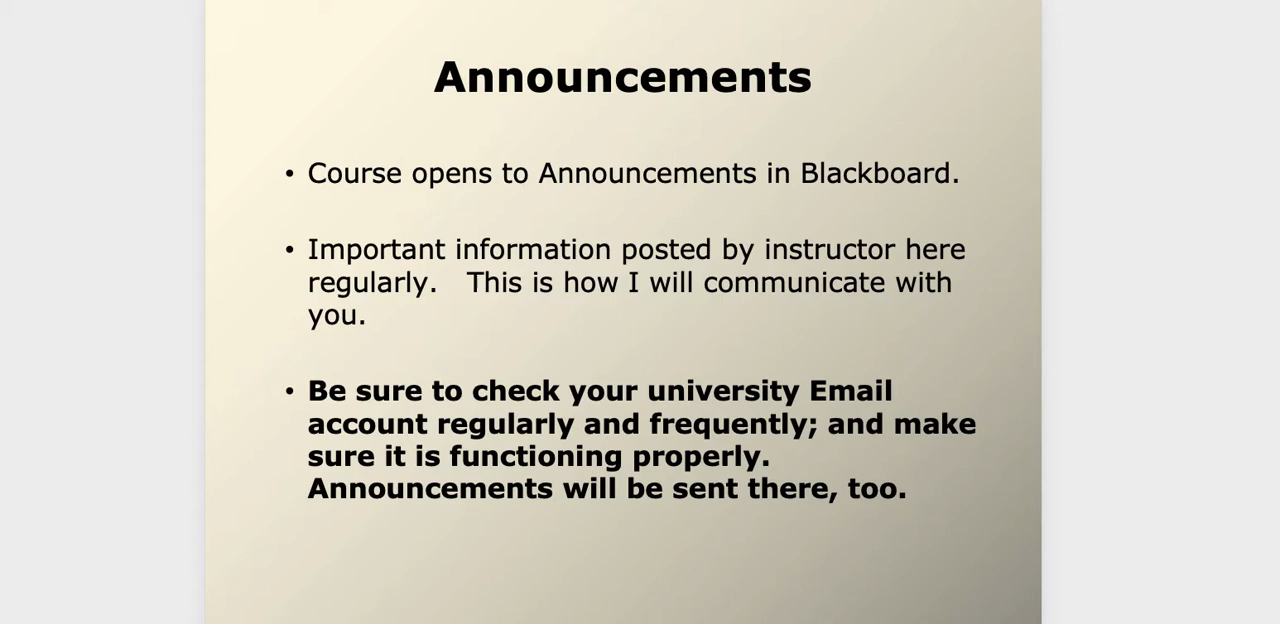 Announcements
• Course opens to Announcements in Blackboard.
• Important information posted by instructor here
regularly.   This is how I will communicate with
you.
• Be sure to check your university Email
account regularly and frequently; and make
sure it is functioning properly.
Announcements will be sent there, too.